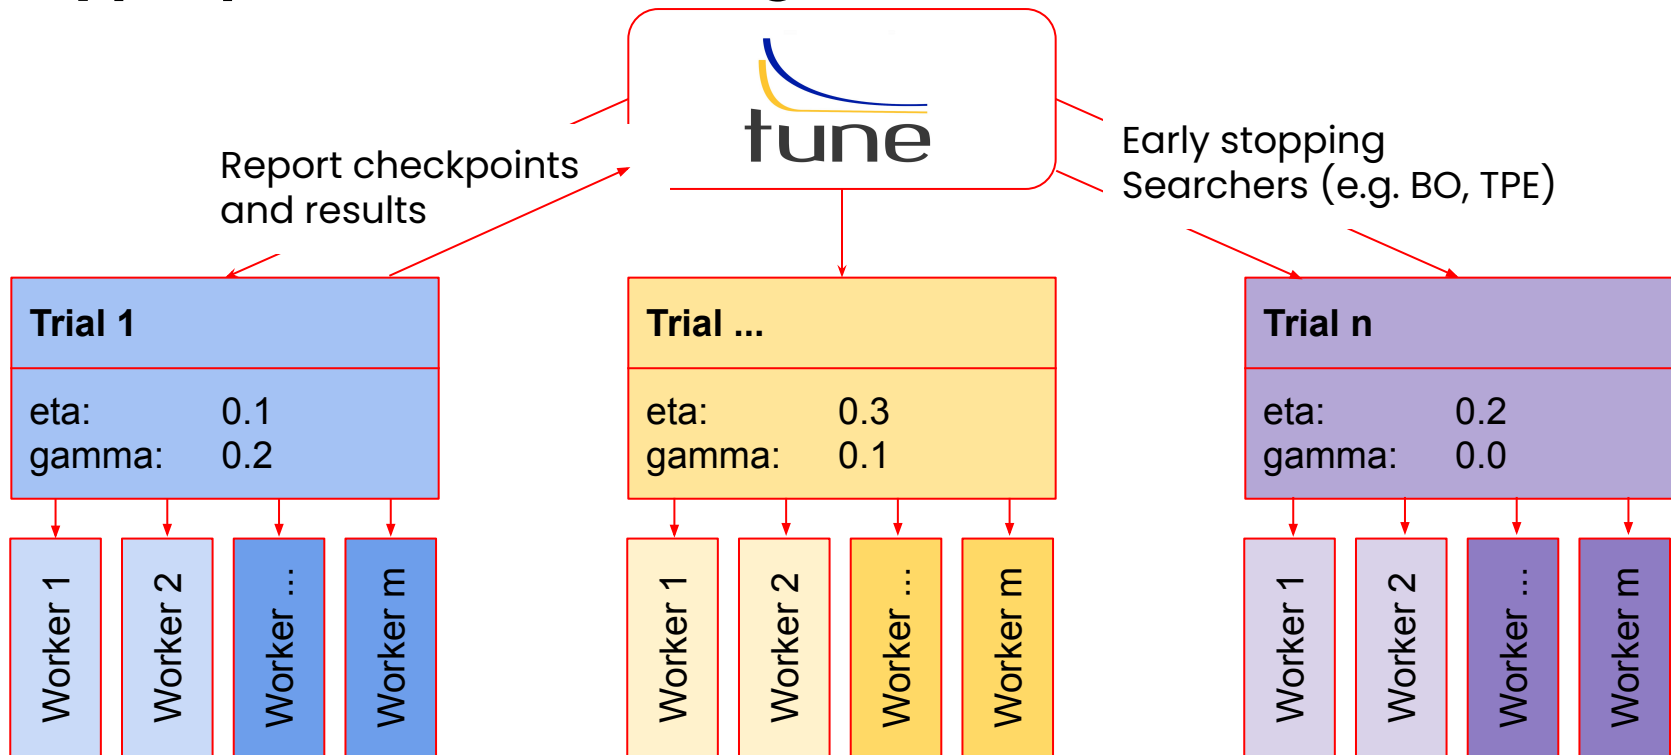 tune
Report checkpoints
and results
Early stopping
Searchers (e.g. BO, TPE)
Trial 1
eta: 0.1
gamma: 0.2
Trial ...
eta: 0.3
gamma: 0.1
Trial n
eta: 0.2
gamma: 0.0
Worker 1
Worker 2
Worker ...
Worker m
Worker 1
Worker 2
Worker ...
Worker m
Worker 1
Worker 2
Worker ...
Worker m